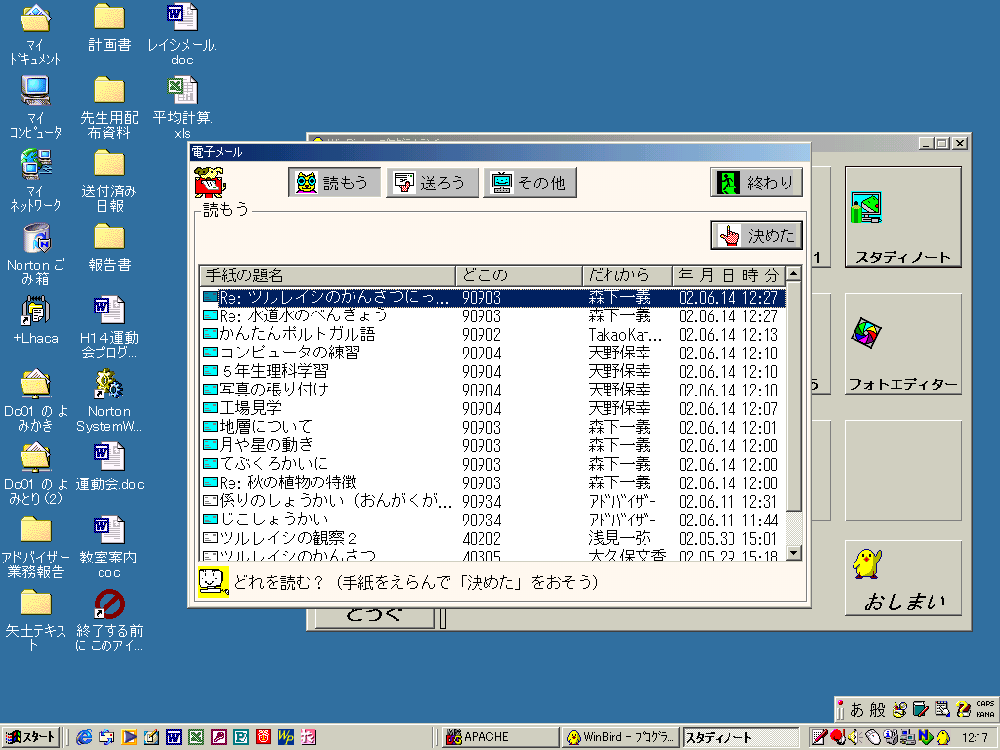 マイ
ドキュメント
計画書
レイシメール.
doc
マイ
コンピュータ
先生用配
布資料
平均計算.
xls
マイ
ネットワーク
送付済み
日報
Norton ご
み箱
報告書
+Lhaca
H14運動
会プログ...
Dc01 の よ
みかき
Norton
SystemW...
Dc01 の よ
みとり(2)
運動会.doc
アドバイザー
業務報告
教室案内.
doc
矢土テキス
ト
終了する前
に このアイ...
電子メール
読もう
送ろう
その他
終わり
読もう
決めた
手紙の題名 どこの だれから 年 月 日 時 分
Re: ツルレイシのかんさつにっ... 90903 森下一義 02.06.14 12:27
Re: 水道水のべんきょう 90903 森下一義 02.06.14 12:27
かんたんポルトガル語 90902 TakaoKat... 02.06.14 12:13
コンピュータの練習 90904 天野保幸 02.06.14 12:10
５年生理科学習 90904 天野保幸 02.06.14 12:10
写真の張り付け 90904 天野保幸 02.06.14 12:10
工場見学 90904 天野保幸 02.06.14 12:07
地層について 90903 森下一義 02.06.14 12:01
月や星の動き 90903 森下一義 02.06.14 12:00
てぶくろかいに 90903 森下一義 02.06.14 12:00
Re: 秋の植物の特徴 90903 森下一義 02.06.14 12:00
係りのしょうかい（おんがくが... 90934 ｱﾄﾞﾊﾞｲｻﾞｰ 02.06.11 12:31
じこしょうかい 90934 ｱﾄﾞﾊﾞｲｻﾞｰ 02.06.11 11:44
ツルレイシの観察２ 40202 浅見一弥 02.05.30 15:01
ツルレイシのかんさつ 40305 大久保文香 02.05.29 15:18
どれを読む？（手紙をえらんで「決めた」をおそう）
スタディノート
フォトエディター
おしまい
どうぐ
あ 般
CAPS
KANA
スタート
APACHE
WinBird - プログラ...
スタディノート
12:17